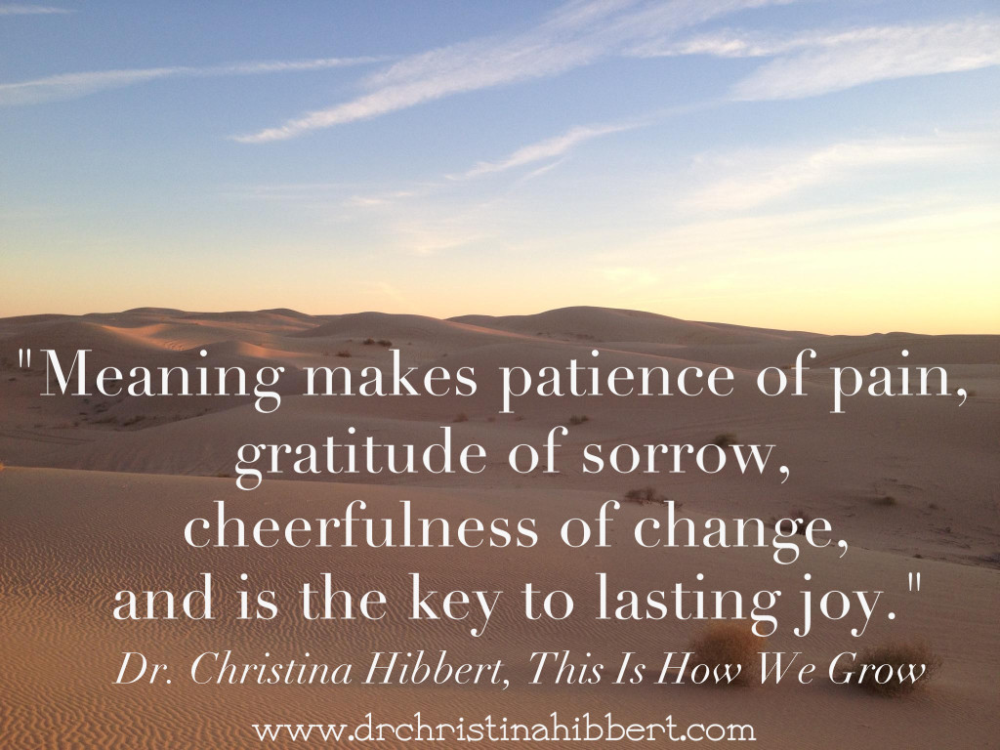 "Meaning makes patience of pain,
gratitude of sorrow,
cheerfulness of change,
and is the key to lasting joy."
Dr. Christina Hibbert, This Is How We Grow
www.drchristinahibbert.com